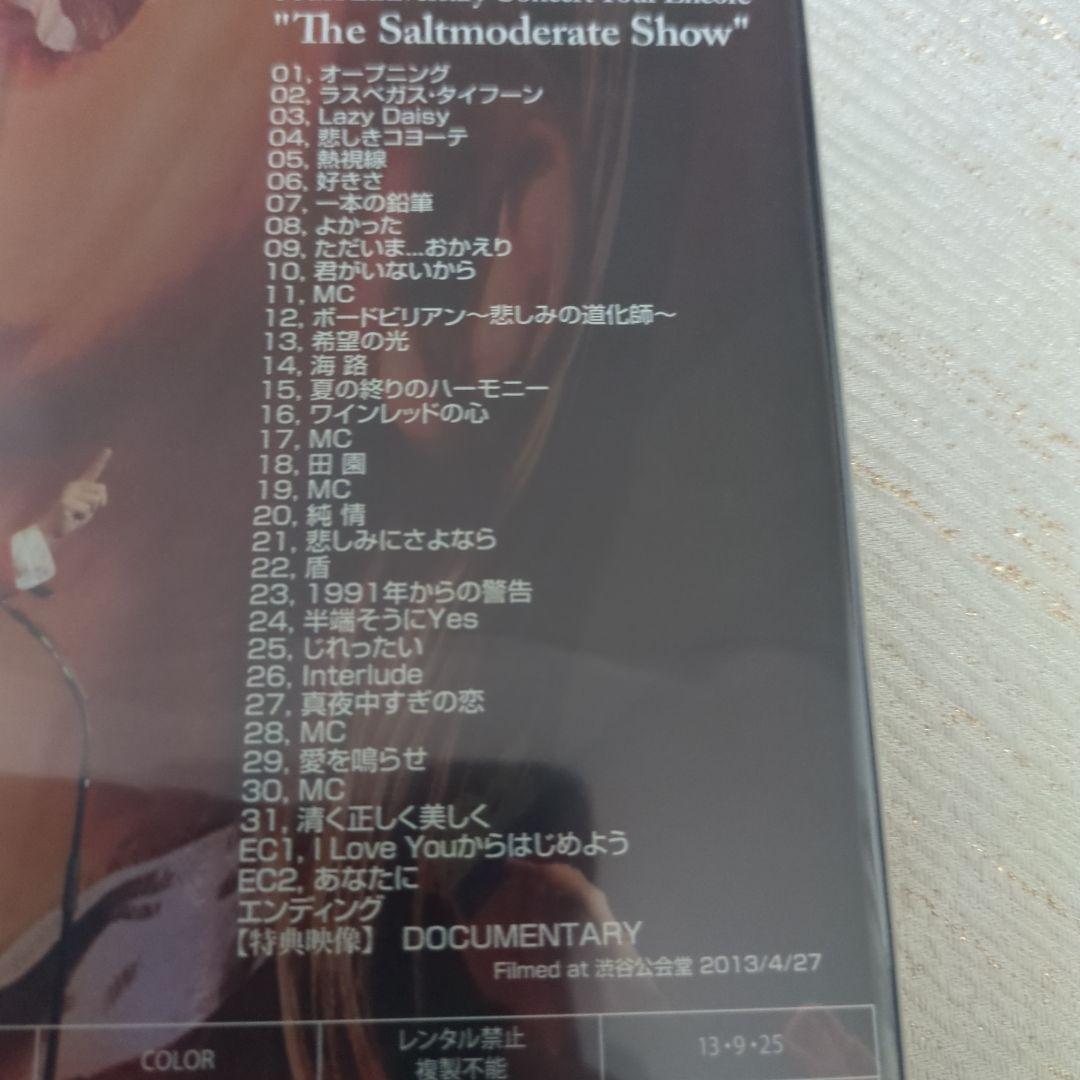 Anniversary Concert Tour Encore
"The Saltmoderate Show"
01, オープニング
02, ラスベガス・タイフーン
03, Lazy Daisy
04, 悲しきコヨーテ
05, 熱視線
06, 好きさ
07, 一本の鉛筆
08, よかった
09, ただいま...おかえり
10, 君がいないから
11, MC
12, ボードビリアン〜悲しみの道化師〜
13, 希望の光
14, 海 路
15, 夏の終りのハーモニー
16, ワインレッドの心
17, MC
18, 田 園
19, MC
20, 純 情
21, 悲しみにさよなら
22, 盾
23, 1991年からの警告
24, 半端そうにYes
25, じれったい
26, Interlude
27, 真夜中すぎの恋
28, MC
29, 愛を鳴らせ
30, MC
31, 清く正しく美しく
EC1, I Love Youからはじめよう
EC2, あなたに
エンディング
【特典映像】 DOCUMENTARY
Filmed at 渋谷公会堂 2013/4/27
COLOR
レンタル禁止
複製不能
13・9・25